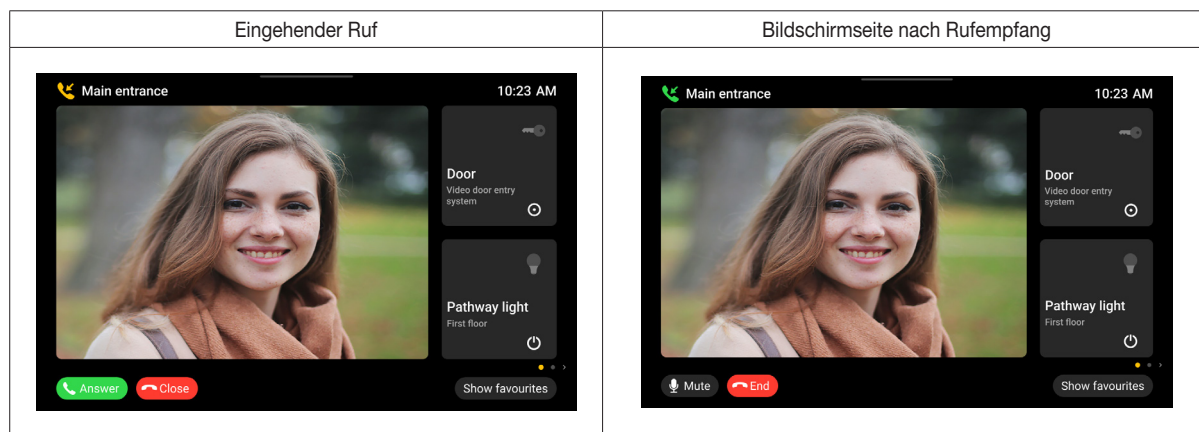 Eingehender Ruf
Bildschirmseite nach Rufempfang
Main entrance
10:23 AM
Door
Video door entry
system
Pathway light
First floor
Answer
Close
Show favourites
Main entrance
10:23 AM
Door
Video door entry
system
Pathway light
First floor
Mute
End
Show favourites